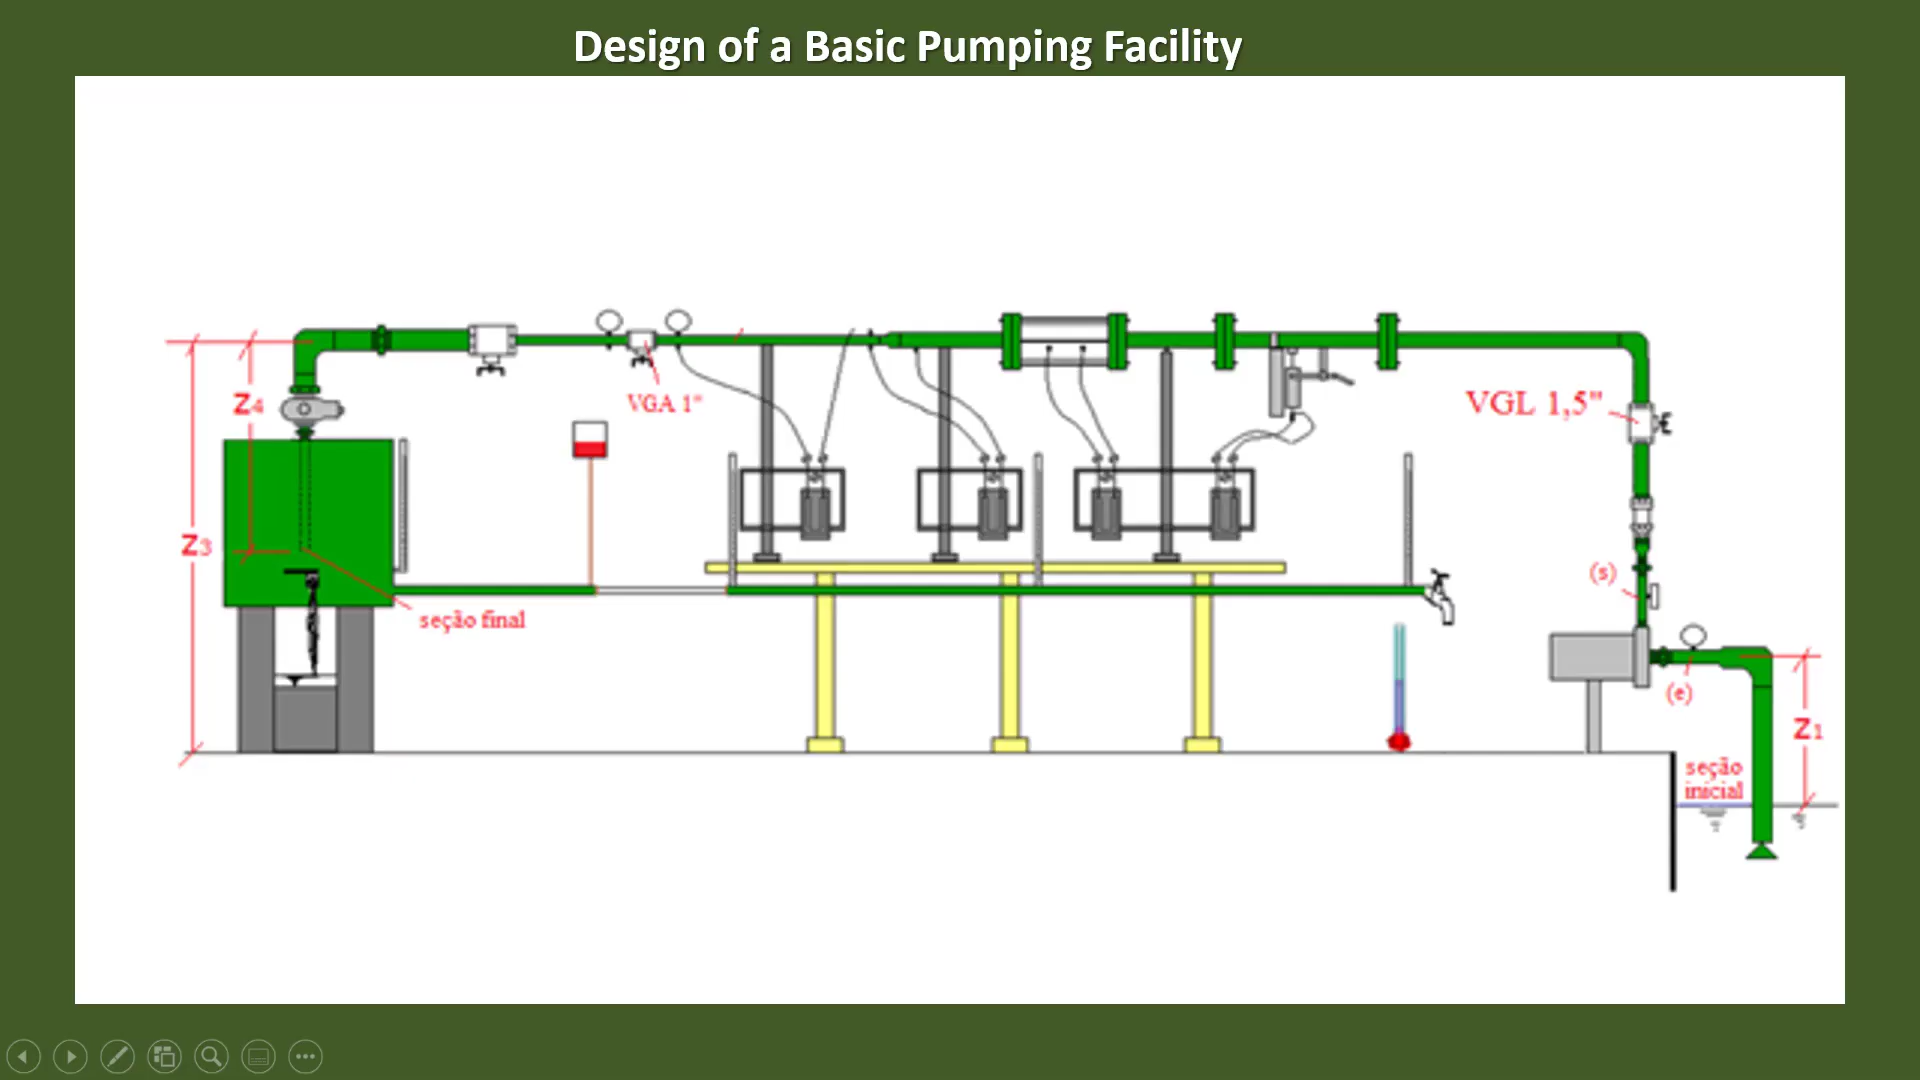 Design of a Basic Pumping Facility
Z4
VGA 1"
VGL 1,5"
Z3
(s)
seção final
(e)
Z1
seção
inicial